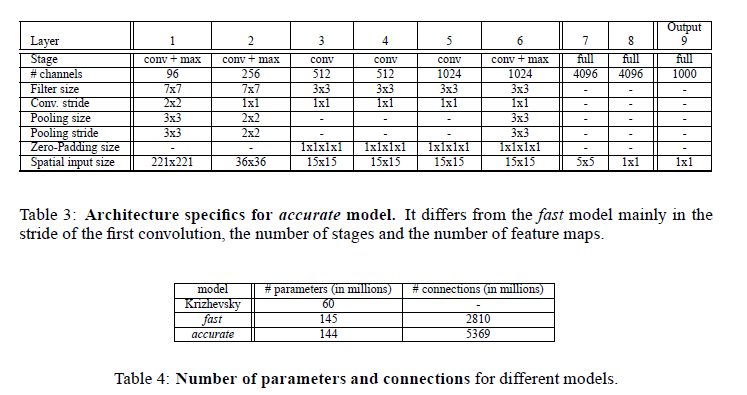 Output
Layer 1 2 3 4 5 6 7 8 9
Stage conv + max conv + max conv conv conv conv + max full full full
# channels 96 256 512 512 1024 1024 4096 4096 1000
Filter size 7x7 7x7 3x3 3x3 3x3 3x3 - - -
Conv. stride 2x2 1x1 1x1 1x1 1x1 1x1 - - -
Pooling size 3x3 2x2 - - - 3x3 - - -
Pooling stride 3x3 2x2 - - - 3x3 - - -
Zero-Padding size - - 1x1x1x1 1x1x1x1 1x1x1x1 1x1x1x1 - - -
Spatial input size 221x221 36x36 15x15 15x15 15x15 15x15 5x5 1x1 1x1
Table 3: Architecture specifics for accurate model. It differs from the fast model mainly in the
stride of the first convolution, the number of stages and the number of feature maps.
model # parameters (in millions) # connections (in millions)
Krizhevsky 60 -
fast 145 2810
accurate 144 5369
Table 4: Number of parameters and connections for different models.